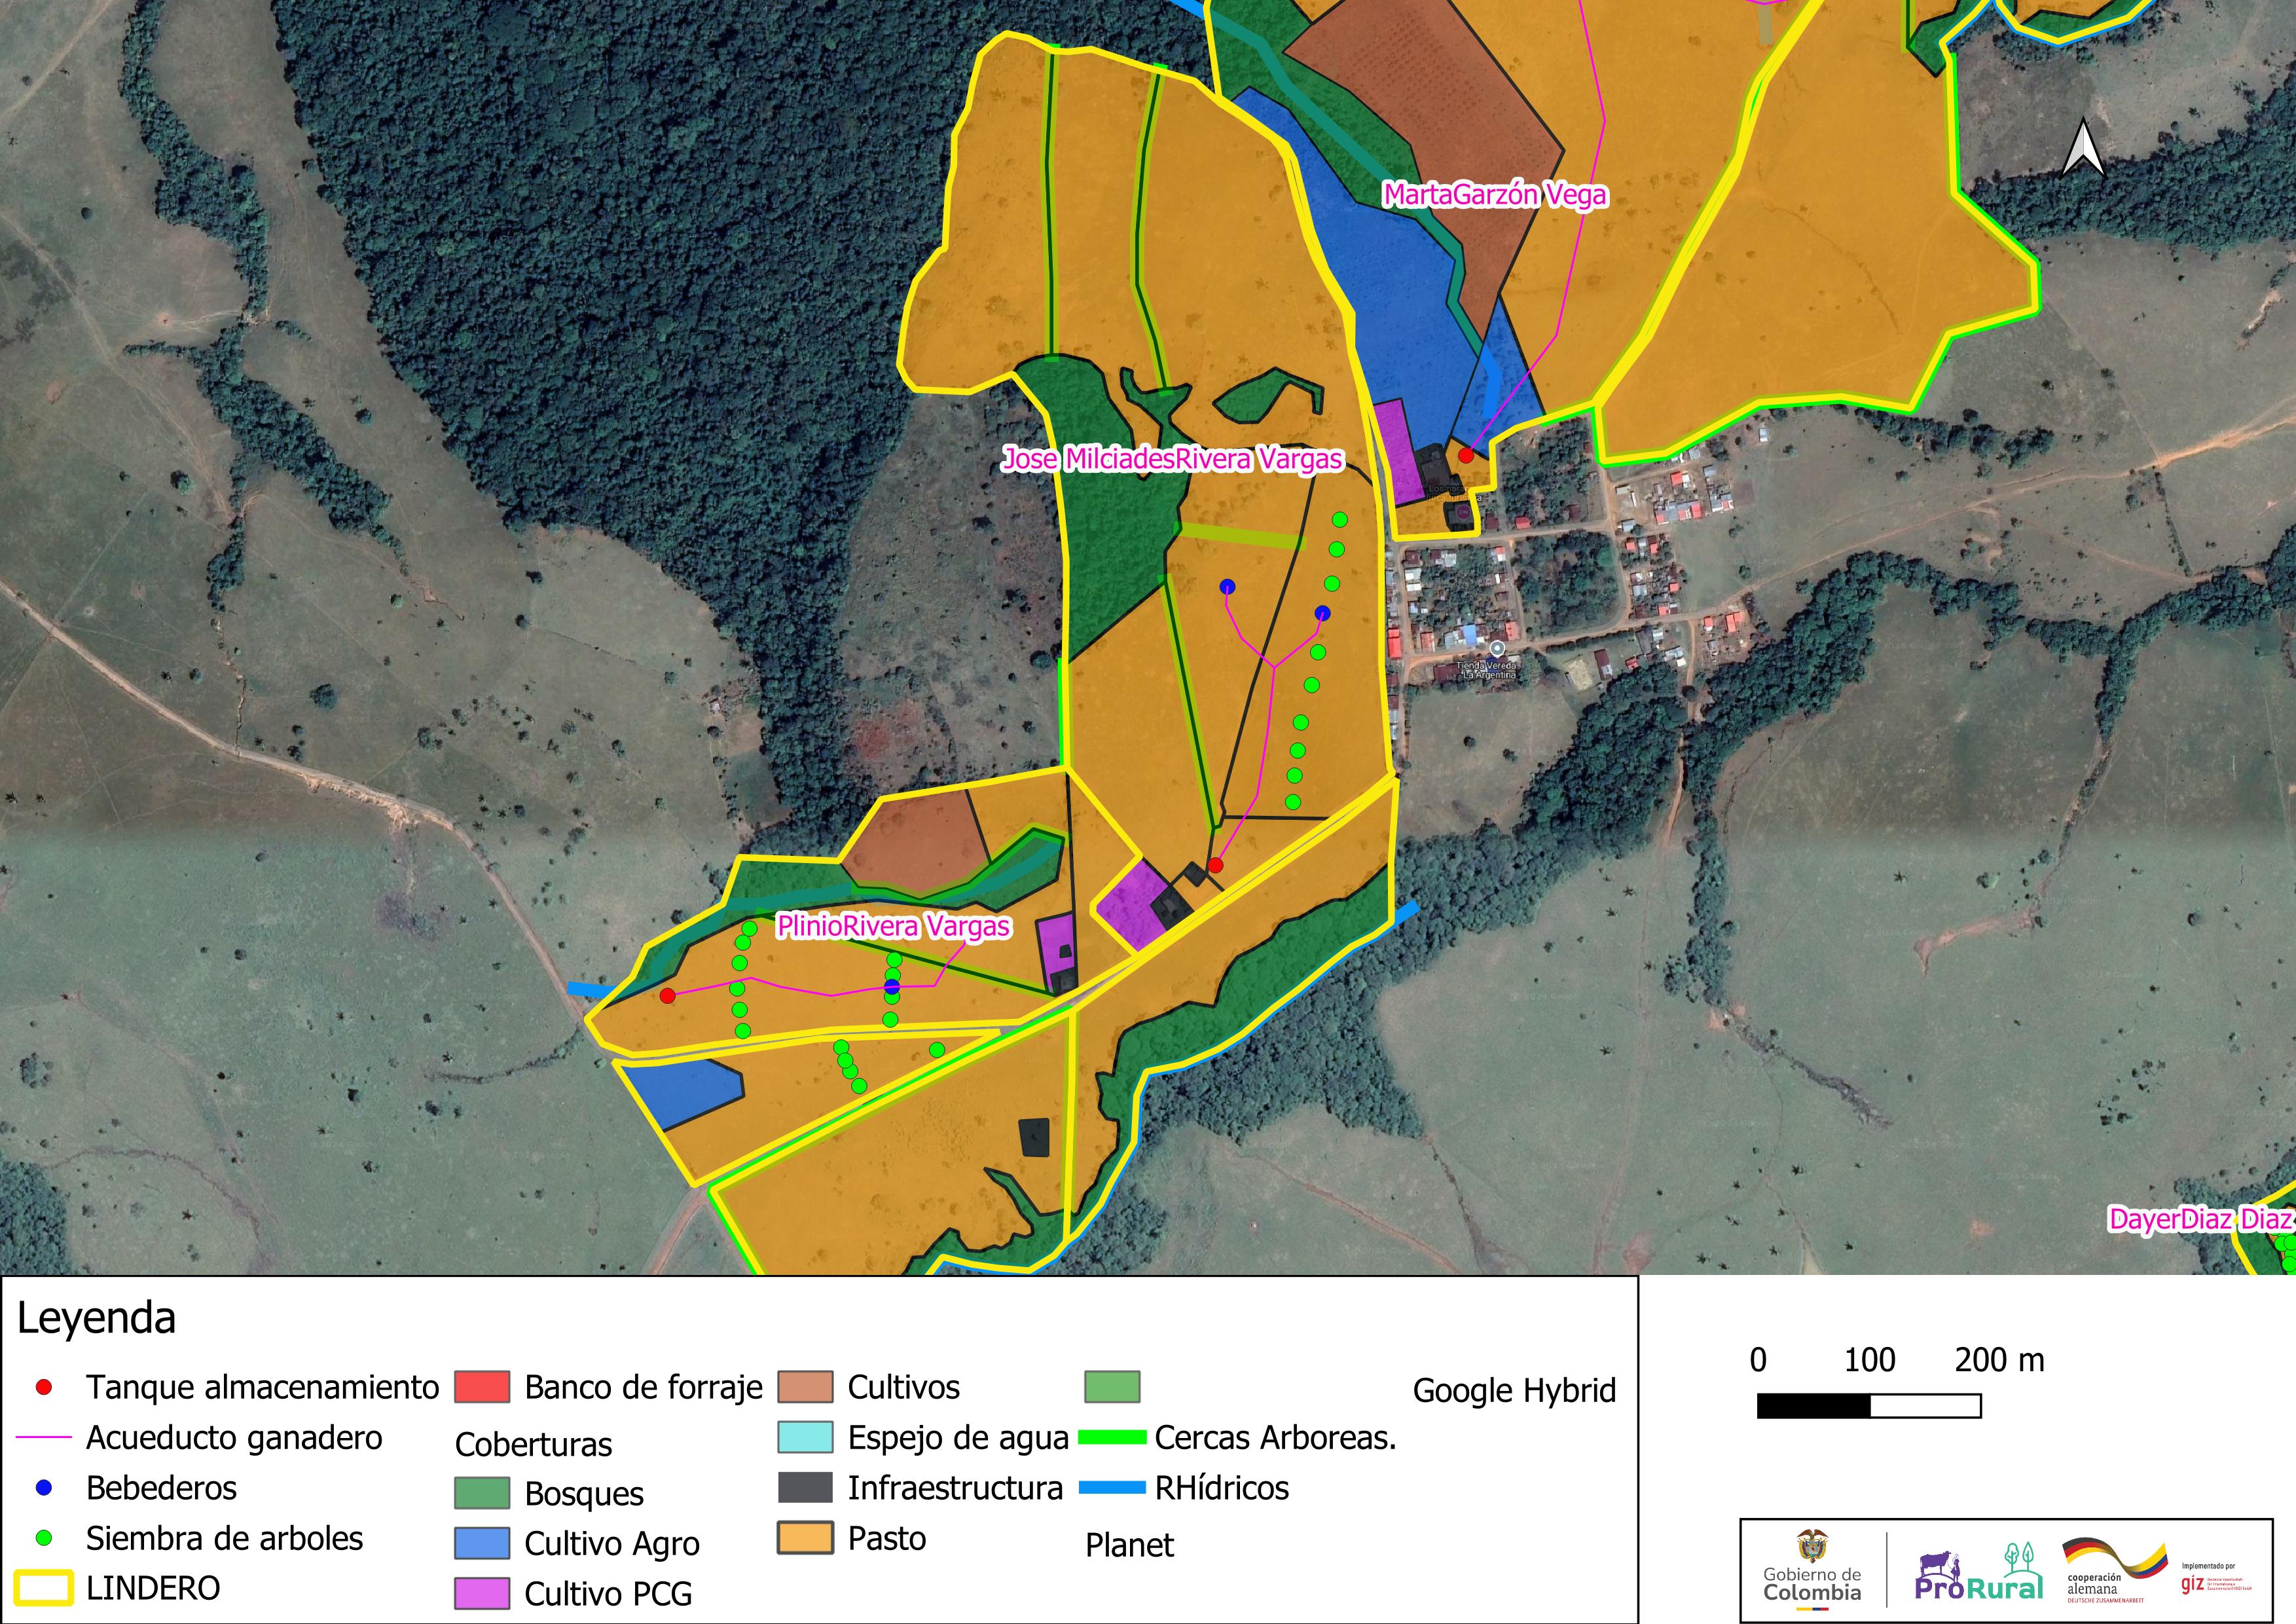 MartaGarzón Vega
Jose MilciadesRivera Vargas
Tienda Vereda
La Argentina
PlinioRivera Vargas
DayerDiaz Diaz
Leyenda
Tanque almacenamiento
Acueducto ganadero
Bebederos
Siembra de arboles
LINDERO
Banco de forraje
Coberturas
Bosques
Cultivo Agro
Cultivo PCG
Cultivos
Espejo de agua
Infraestructura
Pasto
Cercas Arboreas.
RHídricos
Planet
Google Hybrid
0 100 200 m
Gobierno de
Colombia
ProRural
cooperación
alemana
DEUTSCHE ZUSAMMENARBEIT
Implementado por
giz